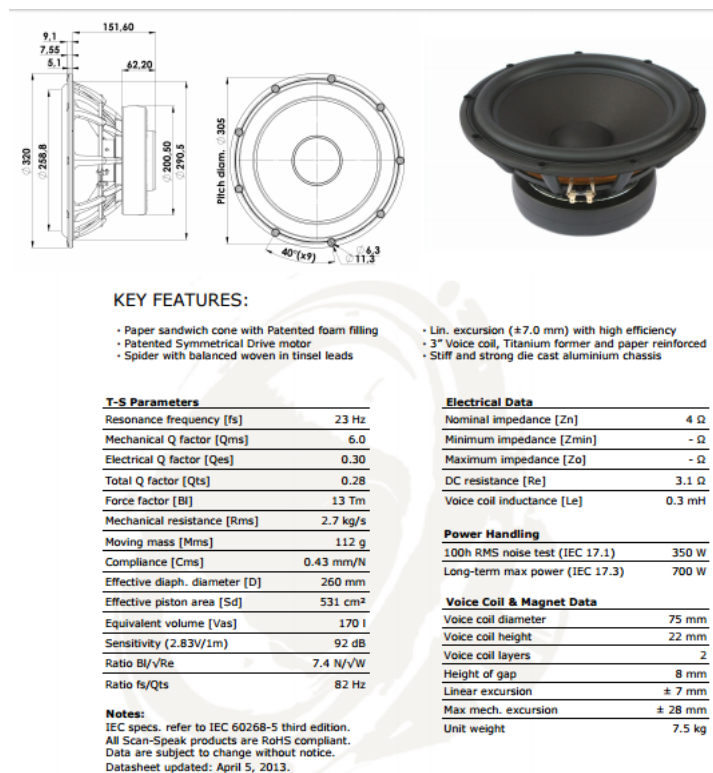 151,60
9,1
7,55
5,1
62,20
Ø 320
Ø 258.8
Ø 200,50
Ø 290,5
Pitch diam. Ø 305
40°(x9)
Ø 6,3
Ø 11,3
KEY FEATURES:
· Paper sandwich cone with Patented foam filling
· Patented Symmetrical Drive motor
· Spider with balanced woven in tinsel leads
· Lin. excursion (±7.0 mm) with high efficiency
· 3" Voice coil, Titanium former and paper reinforced
· Stiff and strong die cast aluminium chassis
T-S Parameters
Resonance frequency [fs] 23 Hz
Mechanical Q factor [Qms] 6.0
Electrical Q factor [Qes] 0.30
Total Q factor [Qts] 0.28
Force factor [Bl] 13 Tm
Mechanical resistance [Rms] 2.7 kg/s
Moving mass [Mms] 112 g
Compliance [Cms] 0.43 mm/N
Effective diaph. diameter [D] 260 mm
Effective piston area [Sd] 531 cm²
Equivalent volume [Vas] 170 l
Sensitivity (2.83V/1m) 92 dB
Ratio Bl/√Re 7.4 N/√W
Ratio fs/Qts 82 Hz
Notes:
IEC specs. refer to IEC 60268-5 third edition.
All Scan-Speak products are RoHS compliant.
Data are subject to change without notice.
Datasheet updated: April 5, 2013.
Electrical Data
Nominal impedance [Zn] 4 Ω
Minimum impedance [Zmin] - Ω
Maximum impedance [Zo] - Ω
DC resistance [Re] 3.1 Ω
Voice coil inductance [Le] 0.3 mH
Power Handling
100h RMS noise test (IEC 17.1) 350 W
Long-term max power (IEC 17.3) 700 W
Voice Coil & Magnet Data
Voice coil diameter 75 mm
Voice coil height 22 mm
Voice coil layers 2
Height of gap 8 mm
Linear excursion ± 7 mm
Max mech. excursion ± 28 mm
Unit weight 7.5 kg